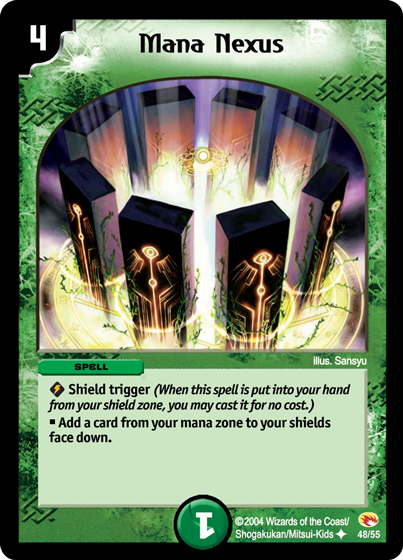 4
Mana Nexus
illus. Sansyu
SPELL
Shield trigger (When this spell is put into your hand
from your shield zone, you may cast it for no cost.)
▪ Add a card from your mana zone to your shields
face down.
1
©2004 Wizards of the Coast/
Shogakukan/Mitsui-Kids ✦ 48/55